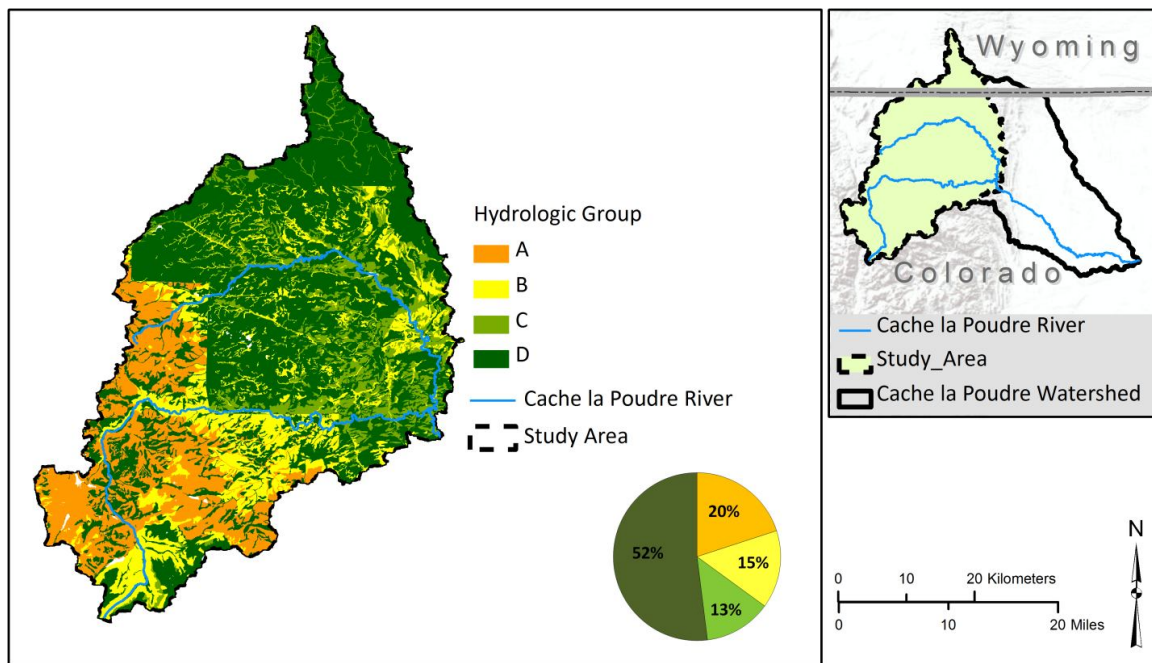 Hydrologic Group
A
B
C
D
Cache la Poudre River
Study Area
20%
15%
13%
52%
Wyoming
Colorado
Cache la Poudre River
Study_Area
Cache la Poudre Watershed
N
0 10 20 Kilometers
0 10 20 Miles